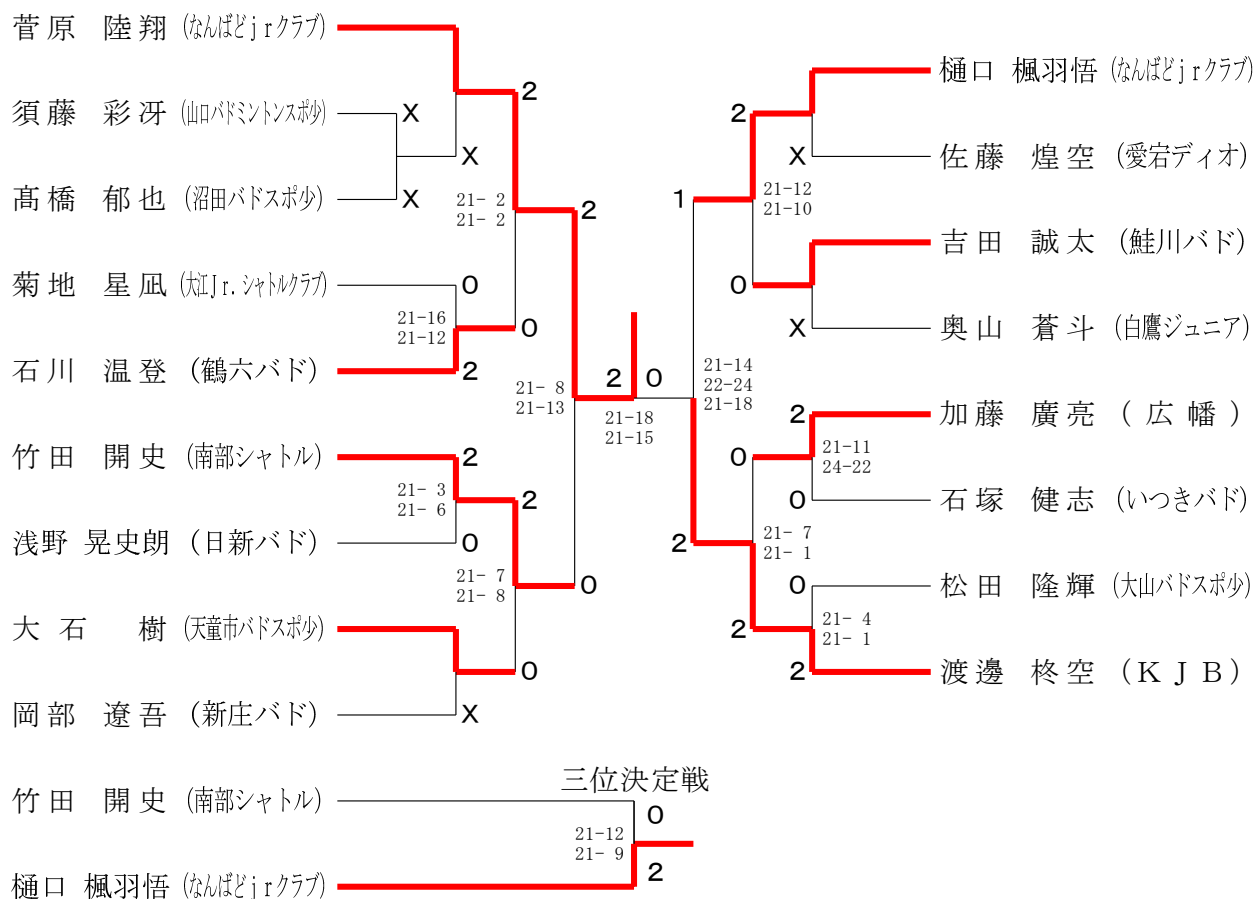 菅原 陸翔 (なんばどjrクラブ)
須藤 彩冴 (山口バドミントンスポ少)
髙橋 郁也 (沼田バドスポ少)
菊地 星凪 (大江Jr.シャトルクラブ)
石川 温登 (鶴六バド)
竹田 開史 (南部シャトル)
浅野 晃史朗 (日新バド)
大石 樹 (天童市バドスポ少)
岡部 遼吾 (新庄バド)
X
X
X
2
21- 2
21- 2
0
21-16
21-12
2
0
2
2
21- 3
21- 6
0
2
21- 7
21- 8
0
X
0
21- 8
21-13
2
0
21-18
21-15
樋口 楓羽悟 (なんばどjrクラブ)
佐藤 煌空 (愛宕ディオ)
吉田 誠太 (鮭川バド)
奥山 蒼斗 (白鷹ジュニア)
加藤 廣亮 (広幡)
石塚 健志 (いつきバド)
松田 隆輝 (大山バドスポ少)
渡邊 柊空 (KJB)
2
X
21-12
21-10
1
0
X
21-14
22-24
21-18
2
21-11
24-22
0
0
21- 7
21- 1
2
0
21- 4
21- 1
2
2
三位決定戦
竹田 開史 (南部シャトル)
0
21-12
21- 9
2
樋口 楓羽悟 (なんばどjrクラブ)